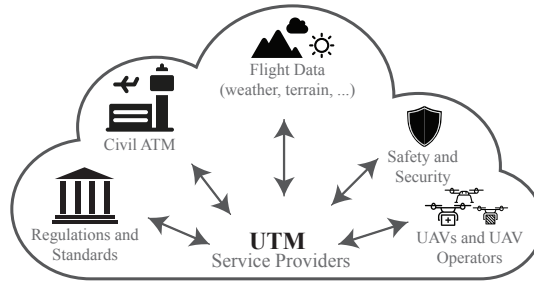 Flight Data
(weather, terrain, ...)
Civil ATM
Safety and
Security
Regulations and
Standards
UTM
Service Providers
UAVs and UAV
Operators